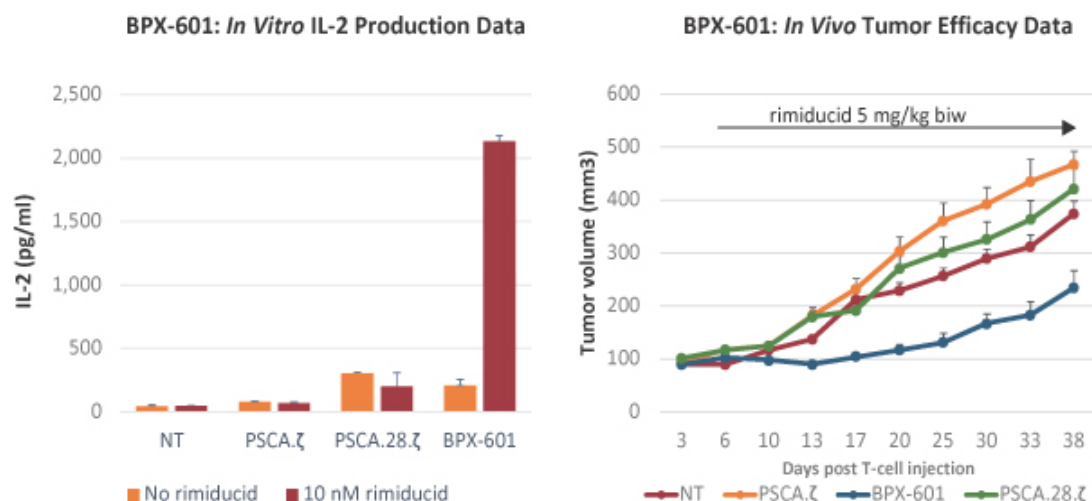 BPX-601: In Vitro IL-2 Production Data
IL-2 (pg/ml)
2,500
2,000
1,500
1,000
500
0
NT PSCA.ζ PSCA.28.ζ BPX-601
No rimiducid 10 nM rimiducid
BPX-601: In Vivo Tumor Efficacy Data
rimiducid 5 mg/kg biw
Tumor volume (mm3)
600
500
400
300
200
100
0
3 6 10 13 17 20 25 30 33 38
Days post T-cell injection
NT PSCA.ζ BPX-601 PSCA.28.ζ